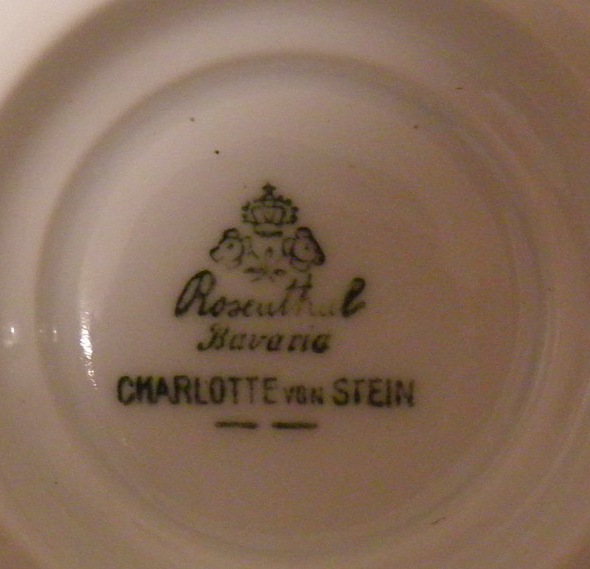 Rosenthal
Bavaria
CHARLOTTE VON STEIN